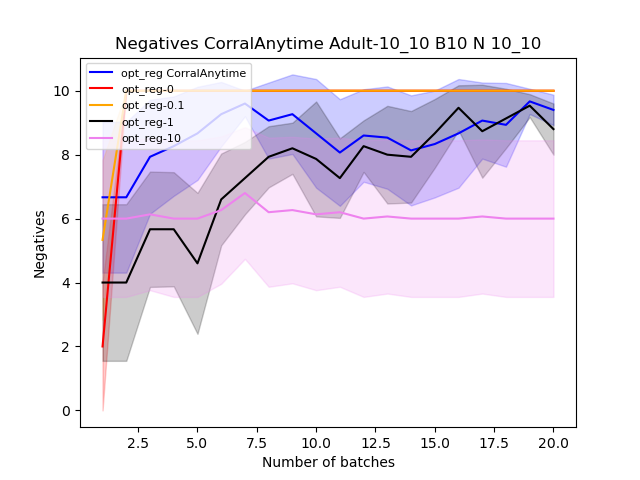 Negatives CorralAnytime Adult-10_10 B10 N 10_10
opt_reg CorralAnytime
opt_reg-0
opt_reg-0.1
opt_reg-1
opt_reg-10
Negatives
10
8
6
4
2
0
2.5 5.0 7.5 10.0 12.5 15.0 17.5 20.0
Number of batches